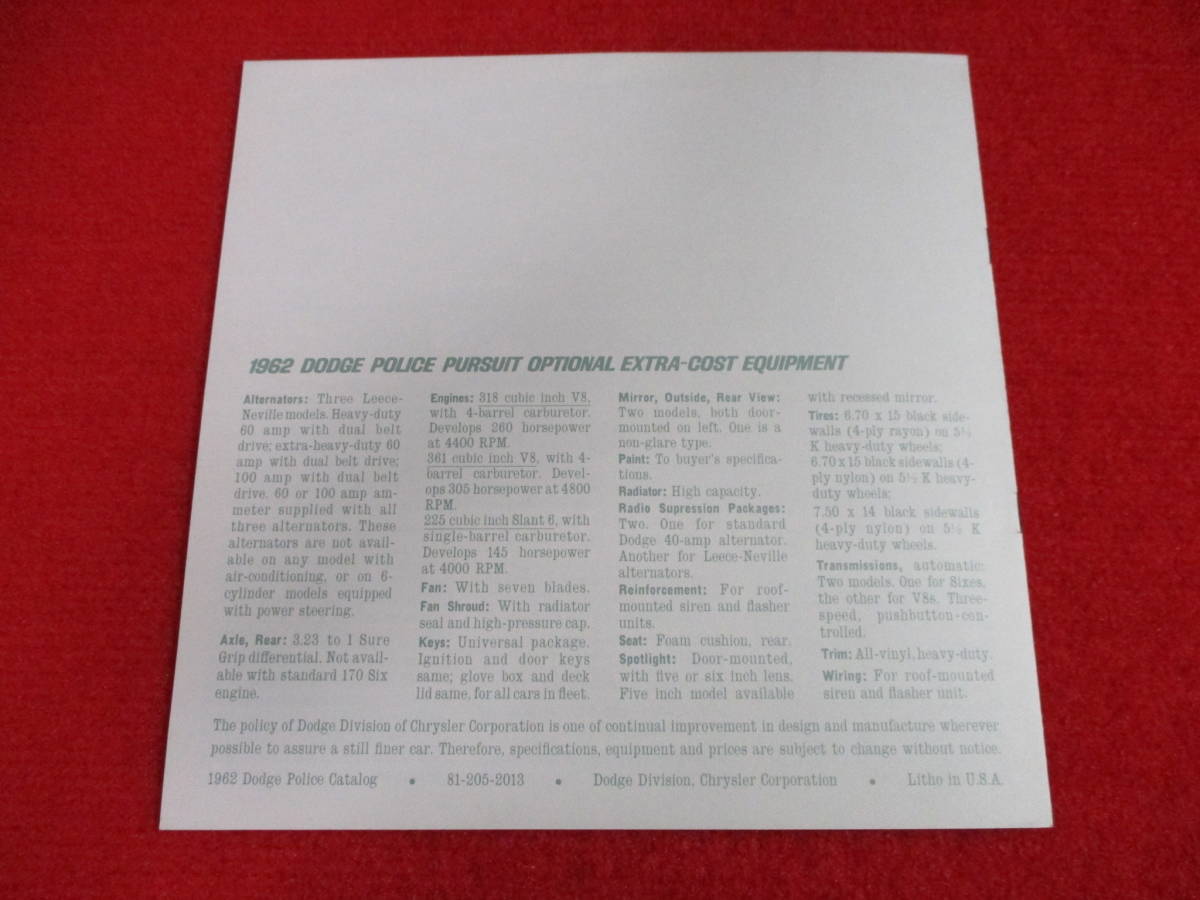 1962 DODGE POLICE PURSUIT OPTIONAL EXTRA-COST EQUIPMENT
Alternators: Three Leece-
Neville models. Heavy-duty
60 amp with dual belt
drive; extra-heavy-duty 60
amp with dual belt drive;
100 amp with dual belt
drive. 60 or 100 amp am-
meter supplied with all
three alternators. These
alternators are not avail-
able on any model with
air-conditioning, or on 6-
cylinder models equipped
with power steering.
Axle, Rear: 3.23 to 1 Sure
Grip differential. Not avail-
able with standard 170 Six
engine.
Engines: 318 cubic inch V8,
with 4-barrel carburetor.
Develops 260 horsepower
at 4400 RPM.
361 cubic inch V8, with 4-
barrel carburetor. Devel-
ops 305 horsepower at 4800
RPM.
225 cubic inch Slant 6, with
single-barrel carburetor.
Develops 145 horsepower
at 4000 RPM.
Fan: With seven blades.
Fan Shroud: With radiator
seal and high-pressure cap.
Keys: Universal package.
Ignition and door keys
same; glove box and deck
lid same, for all cars in fleet.
Mirror, Outside, Rear View:
Two models, both door-
mounted on left. One is a
non-glare type.
Paint: To buyer's specifica-
tions.
Radiator: High capacity.
Radio Supression Packages:
Two. One for standard
Dodge 40-amp alternator.
Another for Leece-Neville
alternators.
Reinforcement: For roof-
mounted siren and flasher
units.
Seat: Foam cushion, rear.
Spotlight: Door-mounted,
with five or six inch lens.
Five inch model available
with recessed mirror.
Tires: 6.70 x 15 black side-
walls (4-ply rayon) on 5½
K heavy-duty wheels;
6.70 x 15 black sidewalls (4-
ply nylon) on 5½ K heavy-
duty wheels;
7.50 x 14 black sidewalls
(4-ply nylon) on 5½ K
heavy-duty wheels.
Transmissions, automatic:
Two models. One for Sixes,
the other for V8s. Three-
speed, pushbutton-con-
trolled.
Trim: All-vinyl, heavy-duty.
Wiring: For roof-mounted
siren and flasher unit.
The policy of Dodge Division of Chrysler Corporation is one of continual improvement in design and manufacture wherever
possible to assure a still finer car. Therefore, specifications, equipment and prices are subject to change without notice.
1962 Dodge Police Catalog • 81-205-2013 • Dodge Division, Chrysler Corporation • Litho in U.S.A.